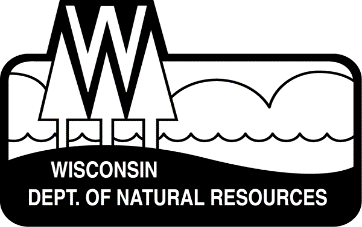 W
WISCONSIN
DEPT. OF NATURAL RESOURCES